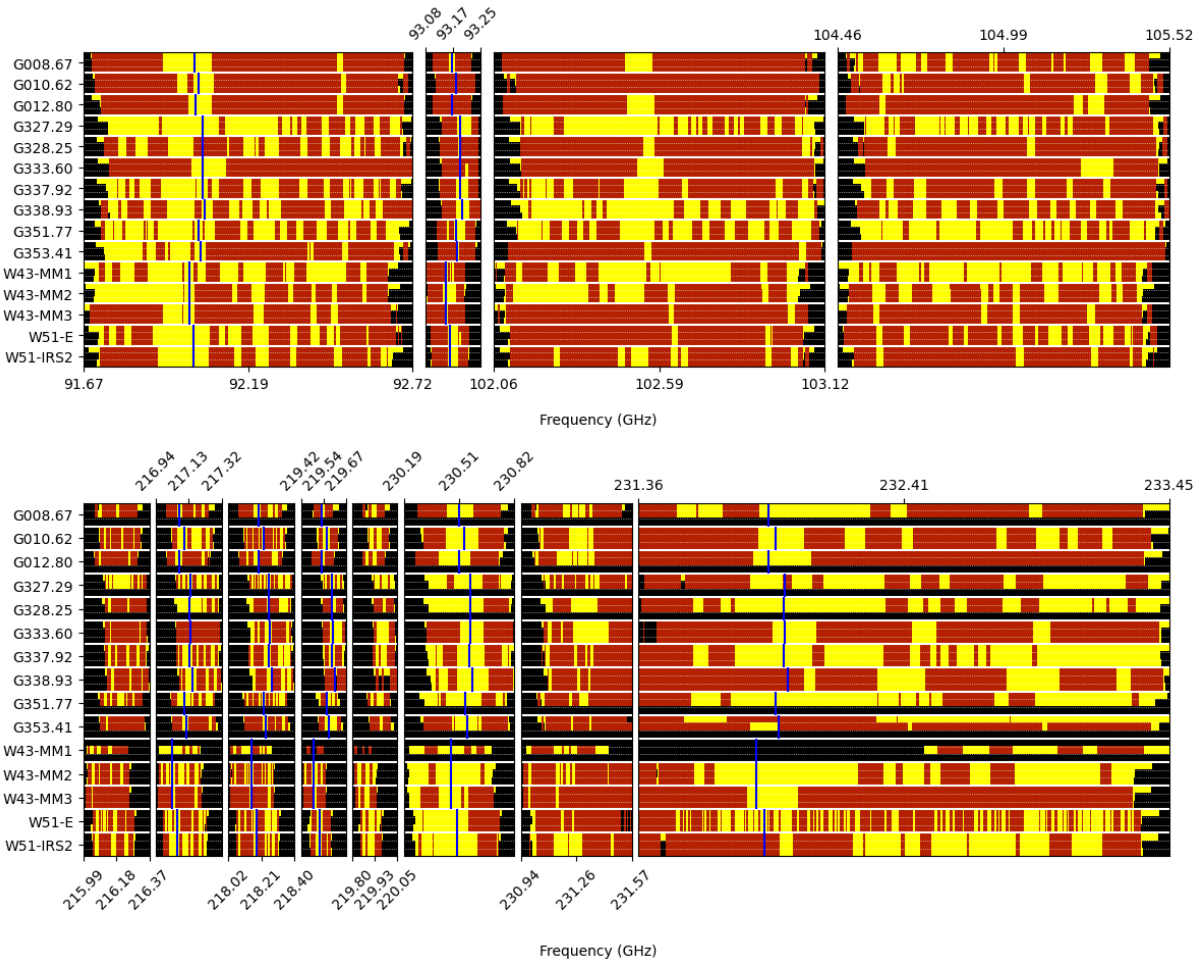 93.08 93.17 93.25 104.46 104.99 105.52
G008.67
G010.62
G012.80
G327.29
G328.25
G333.60
G337.92
G338.93
G351.77
G353.41
W43-MM1
W43-MM2
W43-MM3
W51-E
W51-IRS2
91.67 92.19 92.72 102.06 102.59 103.12
Frequency (GHz)
216.94 217.13 217.32 219.42 219.54 219.67 230.19 230.51 230.82 231.36 232.41 233.45
G008.67
G010.62
G012.80
G327.29
G328.25
G333.60
G337.92
G338.93
G351.77
G353.41
W43-MM1
W43-MM2
W43-MM3
W51-E
W51-IRS2
215.99 216.18 216.37 218.02 218.21 218.40 219.80 219.93 220.05 230.94 231.26 231.57
Frequency (GHz)